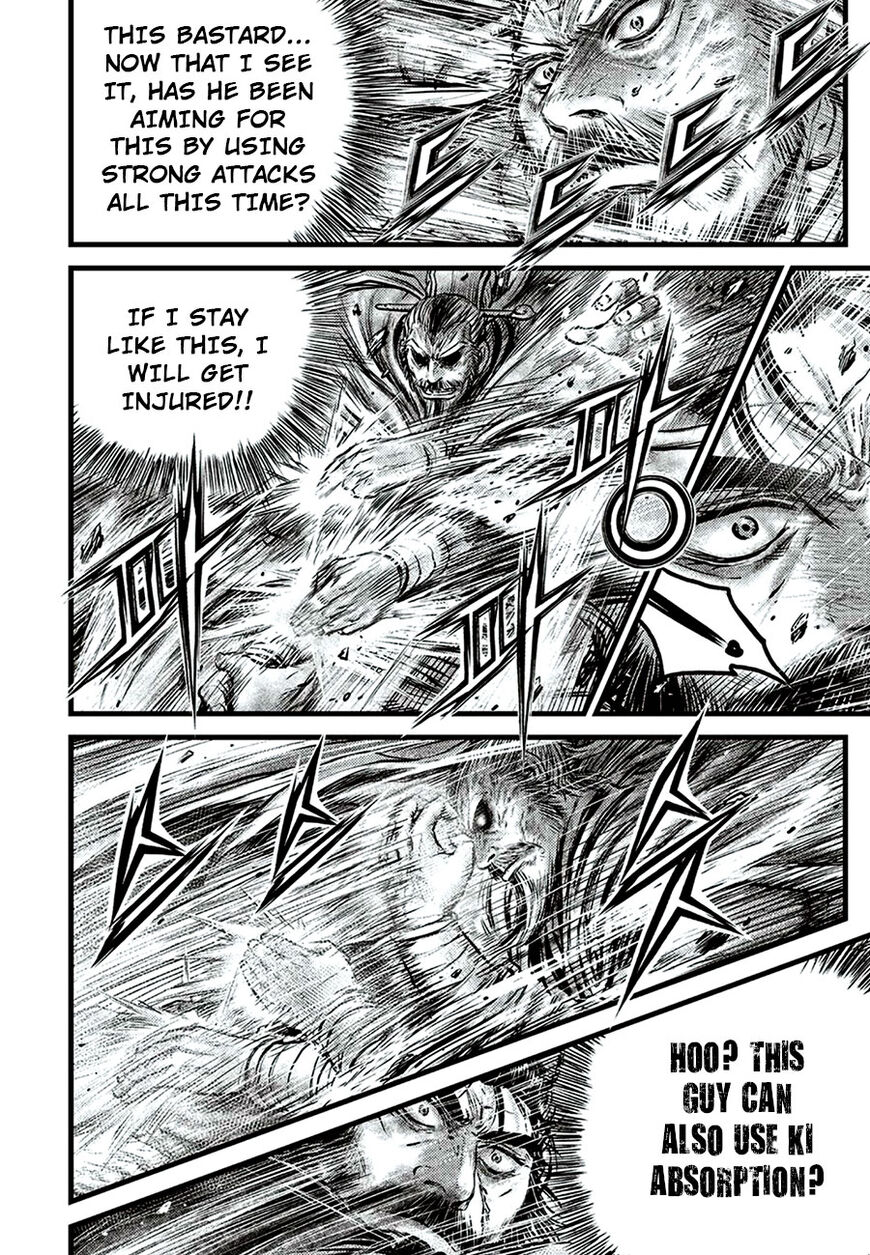 THIS BASTARD...
NOW THAT I SEE
IT, HAS HE BEEN
AIMING FOR
THIS BY USING
STRONG ATTACKS
ALL THIS TIME?
IF I STAY
LIKE THIS, I
WILL GET
INJURED!!
HOO? THIS
GUY CAN
ALSO USE KI
ABSORPTION?